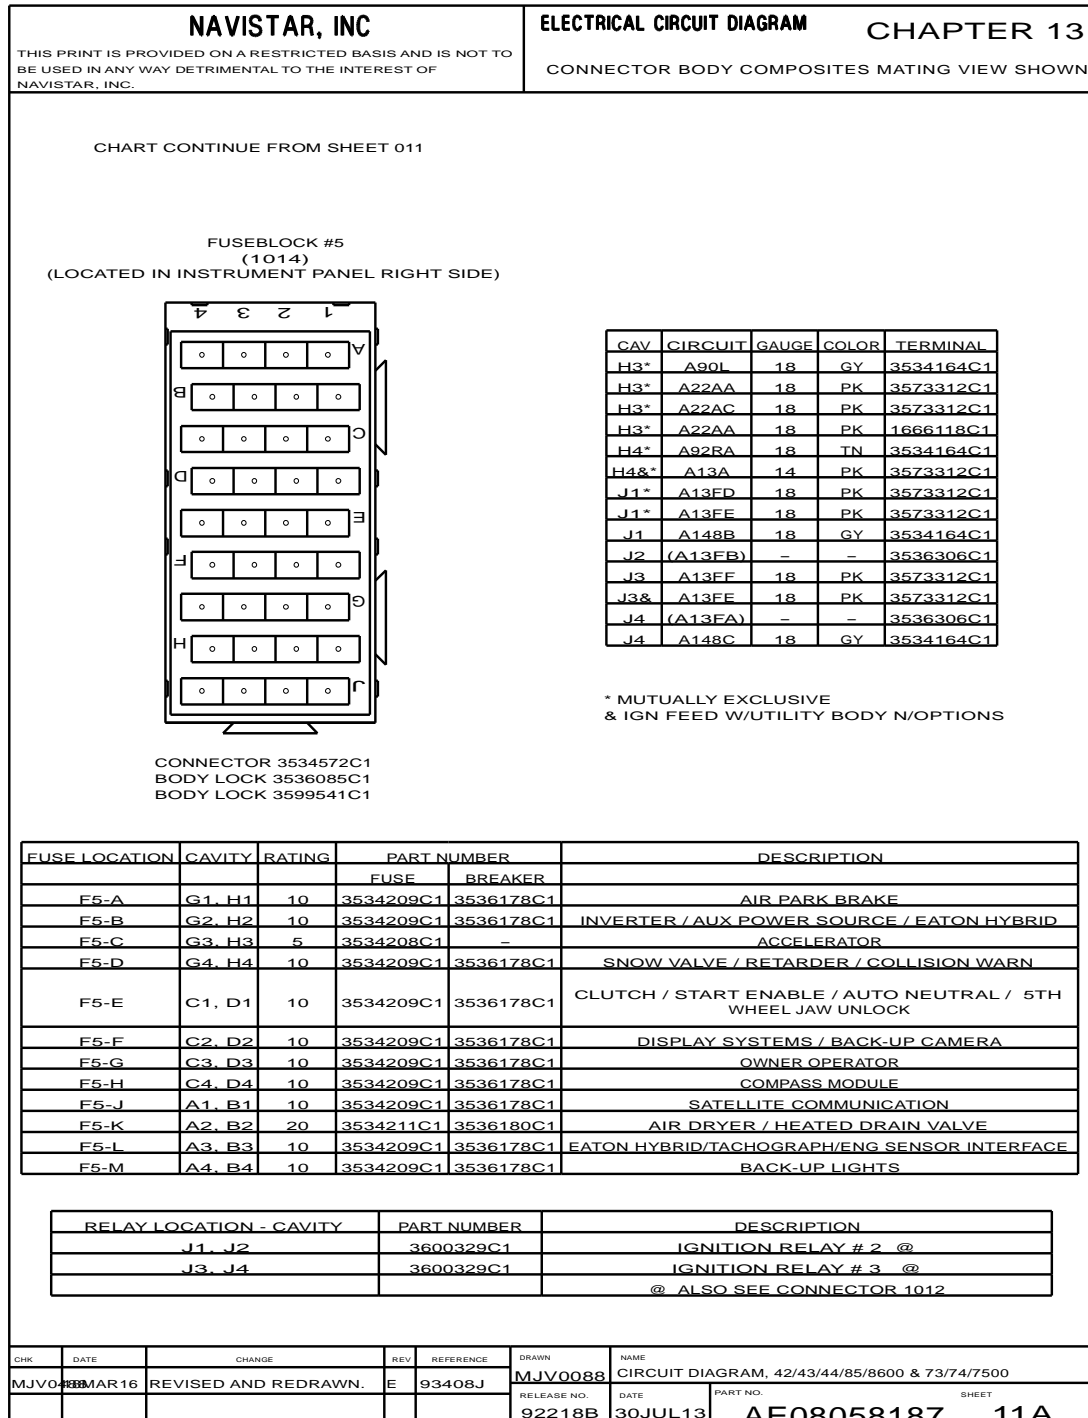 NAVISTAR, INC
THIS PRINT IS PROVIDED ON A RESTRICTED BASIS AND IS NOT TO
BE USED IN ANY WAY DETRIMENTAL TO THE INTEREST OF
NAVISTAR, INC.
ELECTRICAL CIRCUIT DIAGRAM CHAPTER 13
CONNECTOR BODY COMPOSITES MATING VIEW SHOWN
CHART CONTINUE FROM SHEET 011
FUSEBLOCK #5
(1014)
(LOCATED IN INSTRUMENT PANEL RIGHT SIDE)
4 3 2 1
A
B
C
D
E
F
G
H
J
CONNECTOR 3534572C1
BODY LOCK 3536085C1
BODY LOCK 3599541C1
CAV CIRCUIT GAUGE COLOR TERMINAL
H3* A90L 18 GY 3534164C1
H3* A22AA 18 PK 3573312C1
H3* A22AC 18 PK 3573312C1
H3* A22AA 18 PK 1666118C1
H4* A92RA 18 TN 3534164C1
H4&* A13A 14 PK 3573312C1
J1* A13FD 18 PK 3573312C1
J1* A13FE 18 PK 3573312C1
J1 A148B 18 GY 3534164C1
J2 (A13FB) – – 3536306C1
J3 A13FF 18 PK 3573312C1
J3& A13FE 18 PK 3573312C1
J4 (A13FA) – – 3536306C1
J4 A148C 18 GY 3534164C1
* MUTUALLY EXCLUSIVE
& IGN FEED W/UTILITY BODY N/OPTIONS
FUSE LOCATION CAVITY RATING PART NUMBER DESCRIPTION
FUSE BREAKER
F5-A G1, H1 10 3534209C1 3536178C1 AIR PARK BRAKE
F5-B G2, H2 10 3534209C1 3536178C1 INVERTER / AUX POWER SOURCE / EATON HYBRID
F5-C G3, H3 5 3534208C1 – ACCELERATOR
F5-D G4, H4 10 3534209C1 3536178C1 SNOW VALVE / RETARDER / COLLISION WARN
F5-E C1, D1 10 3534209C1 3536178C1 CLUTCH / START ENABLE / AUTO NEUTRAL / 5TH
WHEEL JAW UNLOCK
F5-F C2, D2 10 3534209C1 3536178C1 DISPLAY SYSTEMS / BACK-UP CAMERA
F5-G C3, D3 10 3534209C1 3536178C1 OWNER OPERATOR
F5-H C4, D4 10 3534209C1 3536178C1 COMPASS MODULE
F5-J A1, B1 10 3534209C1 3536178C1 SATELLITE COMMUNICATION
F5-K A2, B2 20 3534211C1 3536180C1 AIR DRYER / HEATED DRAIN VALVE
F5-L A3, B3 10 3534209C1 3536178C1 EATON HYBRID/TACHOGRAPH/ENG SENSOR INTERFACE
F5-M A4, B4 10 3534209C1 3536178C1 BACK-UP LIGHTS
RELAY LOCATION - CAVITY PART NUMBER DESCRIPTION
J1, J2 3600329C1 IGNITION RELAY # 2 @
J3, J4 3600329C1 IGNITION RELAY # 3 @
@ ALSO SEE CONNECTOR 1012
CHK DATE CHANGE REV REFERENCE DRAWN NAME
REVISED AND REDRAWN. E 93408J MJV0088 CIRCUIT DIAGRAM, 42/43/44/85/8600 & 73/74/7500
RELEASE NO. DATE PART NO. SHEET
92218B 30JUL13 AE08058187 11A